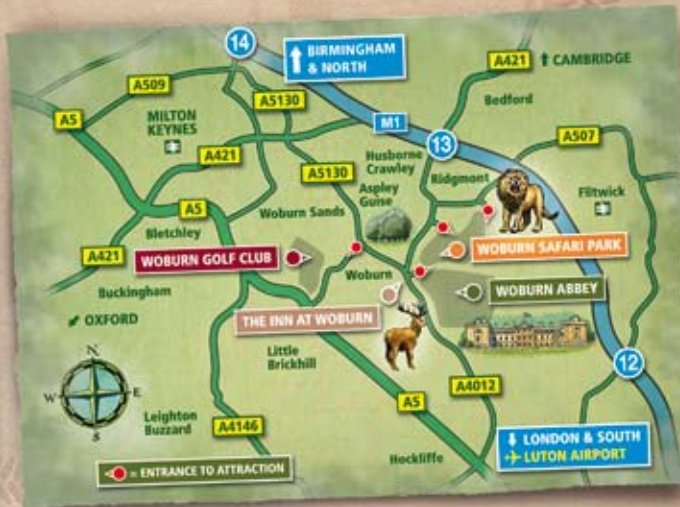 14
BIRMINGHAM
& NORTH
A421
CAMBRIDGE
A509
A5130
Bedford
A5
MILTON
KEYNES
M1
13
A507
A421
Husborne
Crawley
A5130
Ridgmont
Aspley
Guise
Flitwick
A5
Woburn Sands
Bletchley
WOBURN SAFARI PARK
A421
WOBURN GOLF CLUB
Woburn
Buckingham
WOBURN ABBEY
OXFORD
THE INN AT WOBURN
N
W
E
S
Little
Brickhill
12
A4012
A5
Leighton
Buzzard
A4146
LONDON & SOUTH
LUTON AIRPORT
Hockliffe
= ENTRANCE TO ATTRACTION